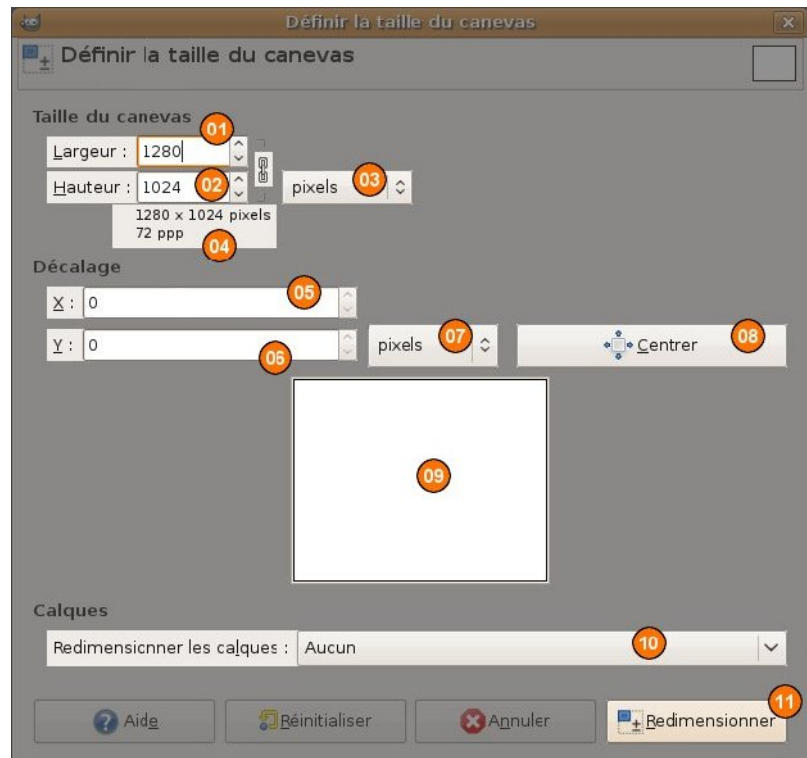 Définir la taille du canevas
Définir la taille du canevas
Taille du canevas
01
Largeur : 1280
Hauteur : 1024 02 pixels 03
1280 x 1024 pixels
72 ppp 04
Décalage
X : 0 05
Y : 0 06 pixels 07 Centrer 08
09
Calques
Redimensicnner les calques : Aucun 10
11
Aide Réinitialiser Annuler Redimensionner